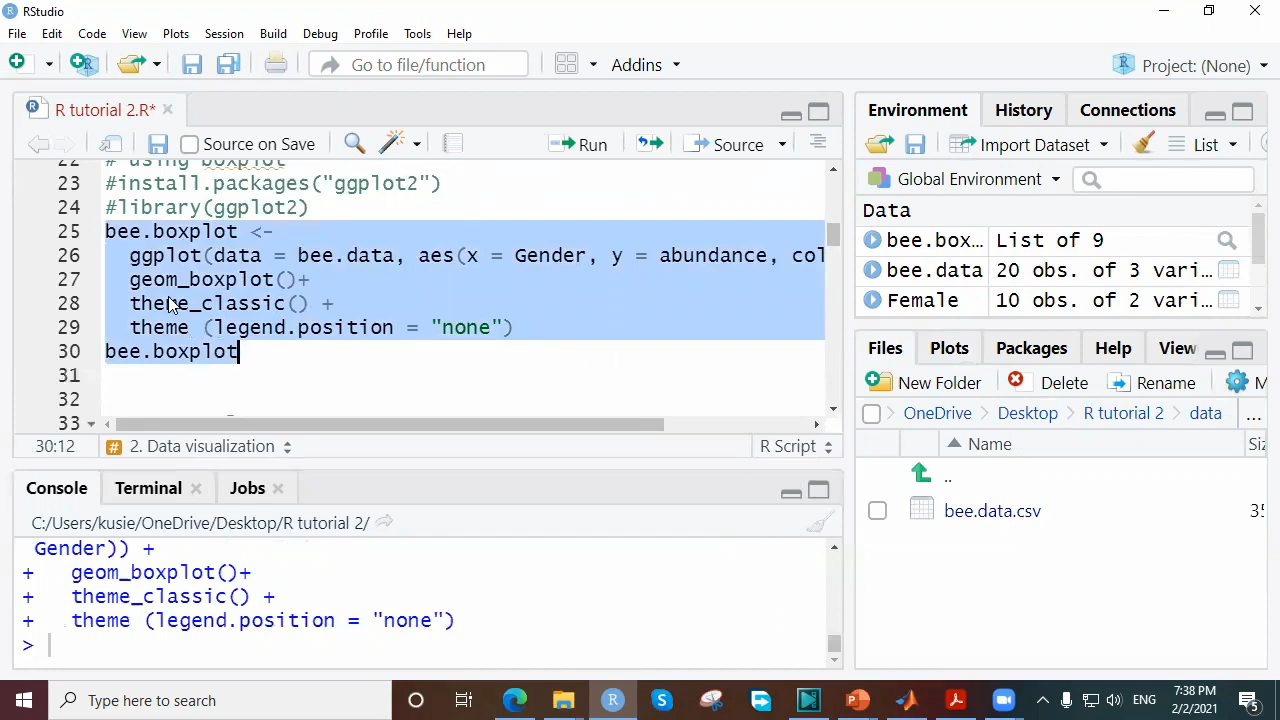 RStudio
File Edit Code View Plots Session Build Debug Profile Tools Help
Go to file/function Addins Project: (None)
R tutorial 2.R*
Source on Save Run Source
22 # using boxplot
23 #install.packages("ggplot2")
24 #library(ggplot2)
25 bee.boxplot <-
26 ggplot(data = bee.data, aes(x = Gender, y = abundance, col
27 geom_boxplot()+
28 theme_classic() +
29 theme (legend.position = "none")
30 bee.boxplot
31
32
33
30:12 # 2. Data visualization R Script
Console Terminal Jobs
C:/Users/kusie/OneDrive/Desktop/R tutorial 2/
Gender)) +
+ geom_boxplot()+
+ theme_classic() +
+ theme (legend.position = "none")
>
Environment History Connections
Import Dataset List
Global Environment
Data
bee.box… List of 9
bee.data 20 obs. of 3 vari…
Female 10 obs. of 2 vari…
Files Plots Packages Help View
New Folder Delete Rename M
OneDrive Desktop R tutorial 2 data ...
Name Siz
..
bee.data.csv 35
Type here to search
ENG
7:38 PM
2/2/2021
5